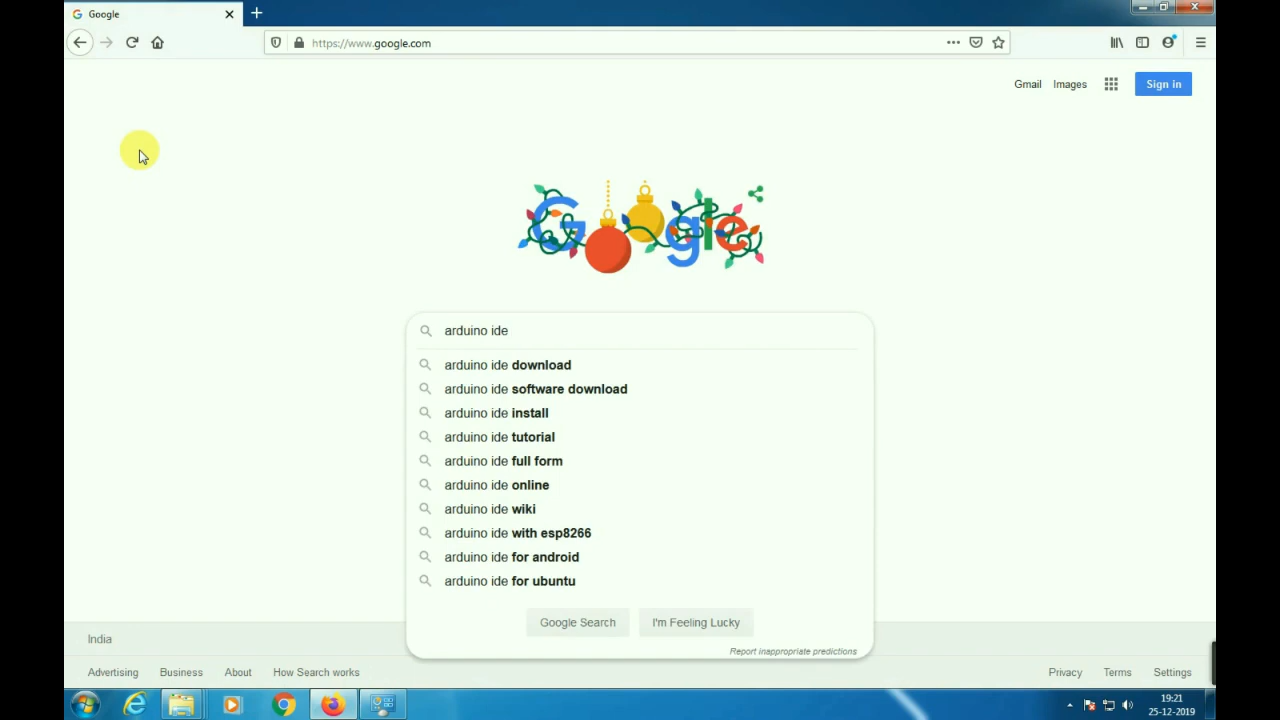 Google
https://www.google.com
Gmail Images Sign in
Google
arduino ide
arduino ide download
arduino ide software download
arduino ide install
arduino ide tutorial
arduino ide full form
arduino ide online
arduino ide wiki
arduino ide with esp8266
arduino ide for android
arduino ide for ubuntu
Google Search I'm Feeling Lucky
Report inappropriate predictions
India
Advertising Business About How Search works Privacy Terms Settings
19:21
25-12-2019